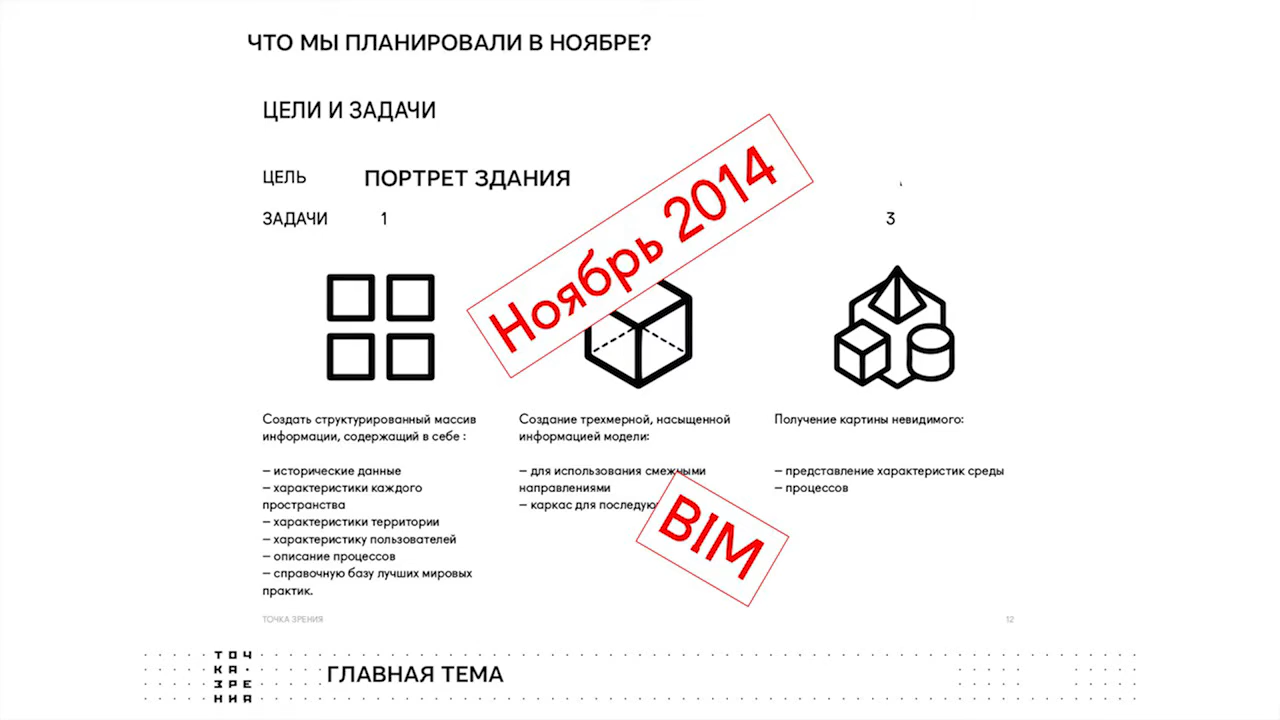 ЧТО МЫ ПЛАНИРОВАЛИ В НОЯБРЕ?
ЦЕЛИ И ЗАДАЧИ
ЦЕЛЬ ПОРТРЕТ ЗДАНИЯ
ЗАДАЧИ 1 3
Ноябрь 2014
Создать структурированный массив
информации, содержащий в себе :
– исторические данные
– характеристики каждого
пространства
– характеристики территории
– характеристику пользователей
– описание процессов
– справочную базу лучших мировых
практик.
Создание трехмерной, насыщенной
информацией модели:
– для использования смежными
направлениями
– каркас для
BIM
Получение картины невидимого:
– представление характеристик среды
– процессов
ТОЧКА ЗРЕНИЯ 12
ТОЧ
КА·
ЗРЕ
НИЯ
ГЛАВНАЯ ТЕМА